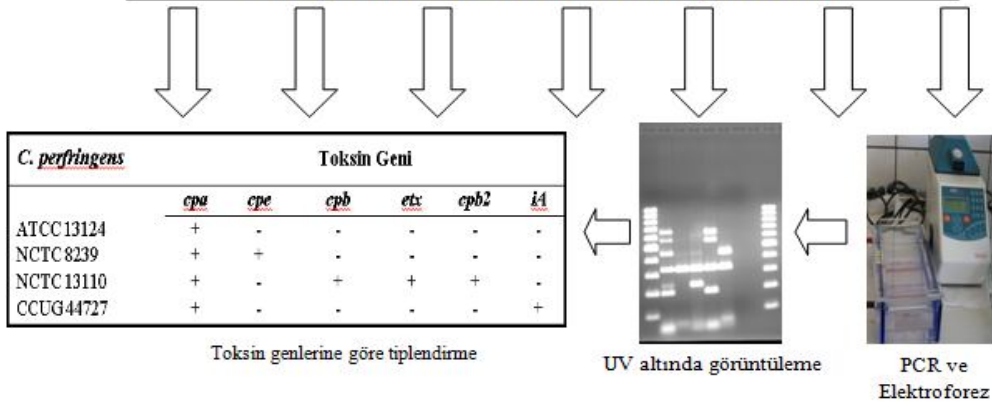 C. perfringens Toksin Geni
cpa cpe cpb etx cpb2 iA
ATCC 13124 + - - - - -
NCTC 8239 + + - - - -
NCTC 13110 + - + + + -
CCUG 44727 + - - - - +
Toksin genlerine göre tiplendirme
UV altında görüntüleme
PCR ve
Elektroforez